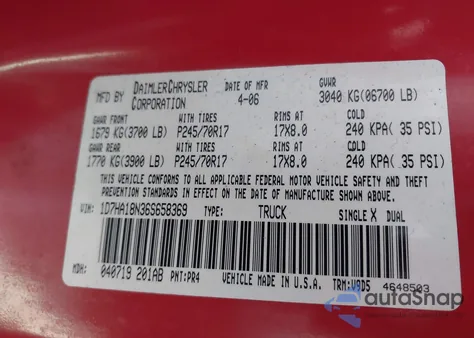 MFD BY DAIMLERCHRYSLER CORPORATION DATE OF MFR 4-06 GVWR 3040 KG(06700 LB)
GAWR FRONT WITH TIRES RIMS AT COLD
1679 KG(3700 LB) P245/70R17 17X8.0 240 KPA( 35 PSI)
GAWR REAR WITH TIRES RIMS AT COLD
1770 KG(3900 LB) P245/70R17 17X8.0 240 KPA( 35 PSI)
THIS VEHICLE CONFORMS TO ALL APPLICABLE FEDERAL MOTOR VEHICLE SAFETY AND THEFT
PREVENTION STANDARDS IN EFFECT ON THE DATE OF MANUFACTURE SHOWN ABOVE.
VIN: 1D7HA18N36S658369 TYPE: TRUCK SINGLE X DUAL
MDH: 040719 201AB PNT:PR4 VEHICLE MADE IN U.S.A. TRM:V9D5 4648503
autoSnap